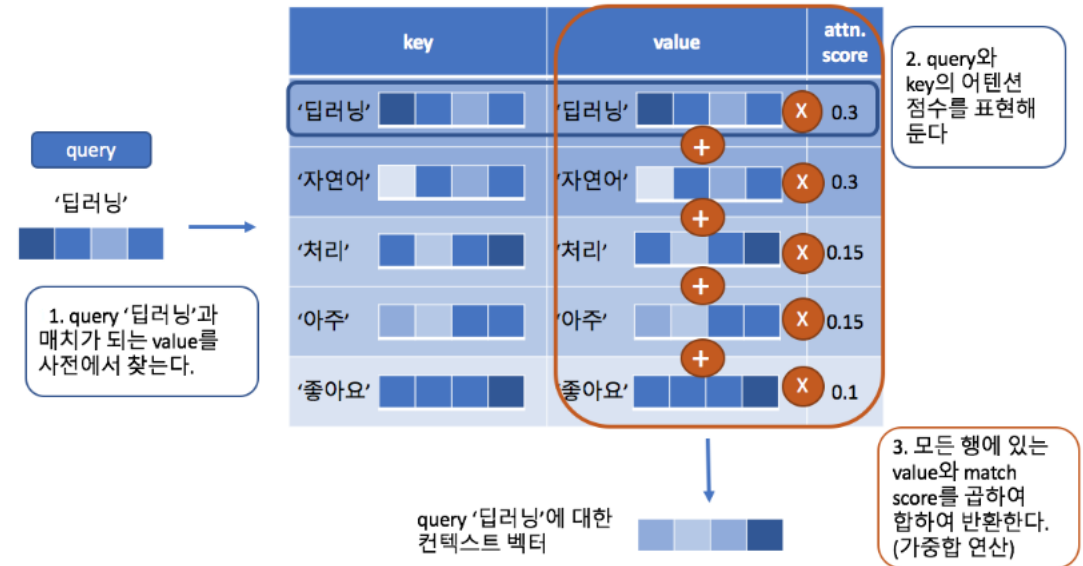 key
value
attn.
score
'딥러닝'
'딥러닝'
X
0.3
+
'자연어'
'자연어'
X
0.3
+
'처리'
'처리'
X
0.15
+
'아주'
'아주'
X
0.15
+
'좋아요'
'좋아요'
X
0.1
query
'딥러닝'
1. query '딥러닝'과
매치가 되는 value를
사전에서 찾는다.
2. query와
key의 어텐션
점수를 표현해
둔다
3. 모든 행에 있는
value와 match
score를 곱하여
합하여 반환한다.
(가중합 연산)
query '딥러닝'에 대한
컨텍스트 벡터